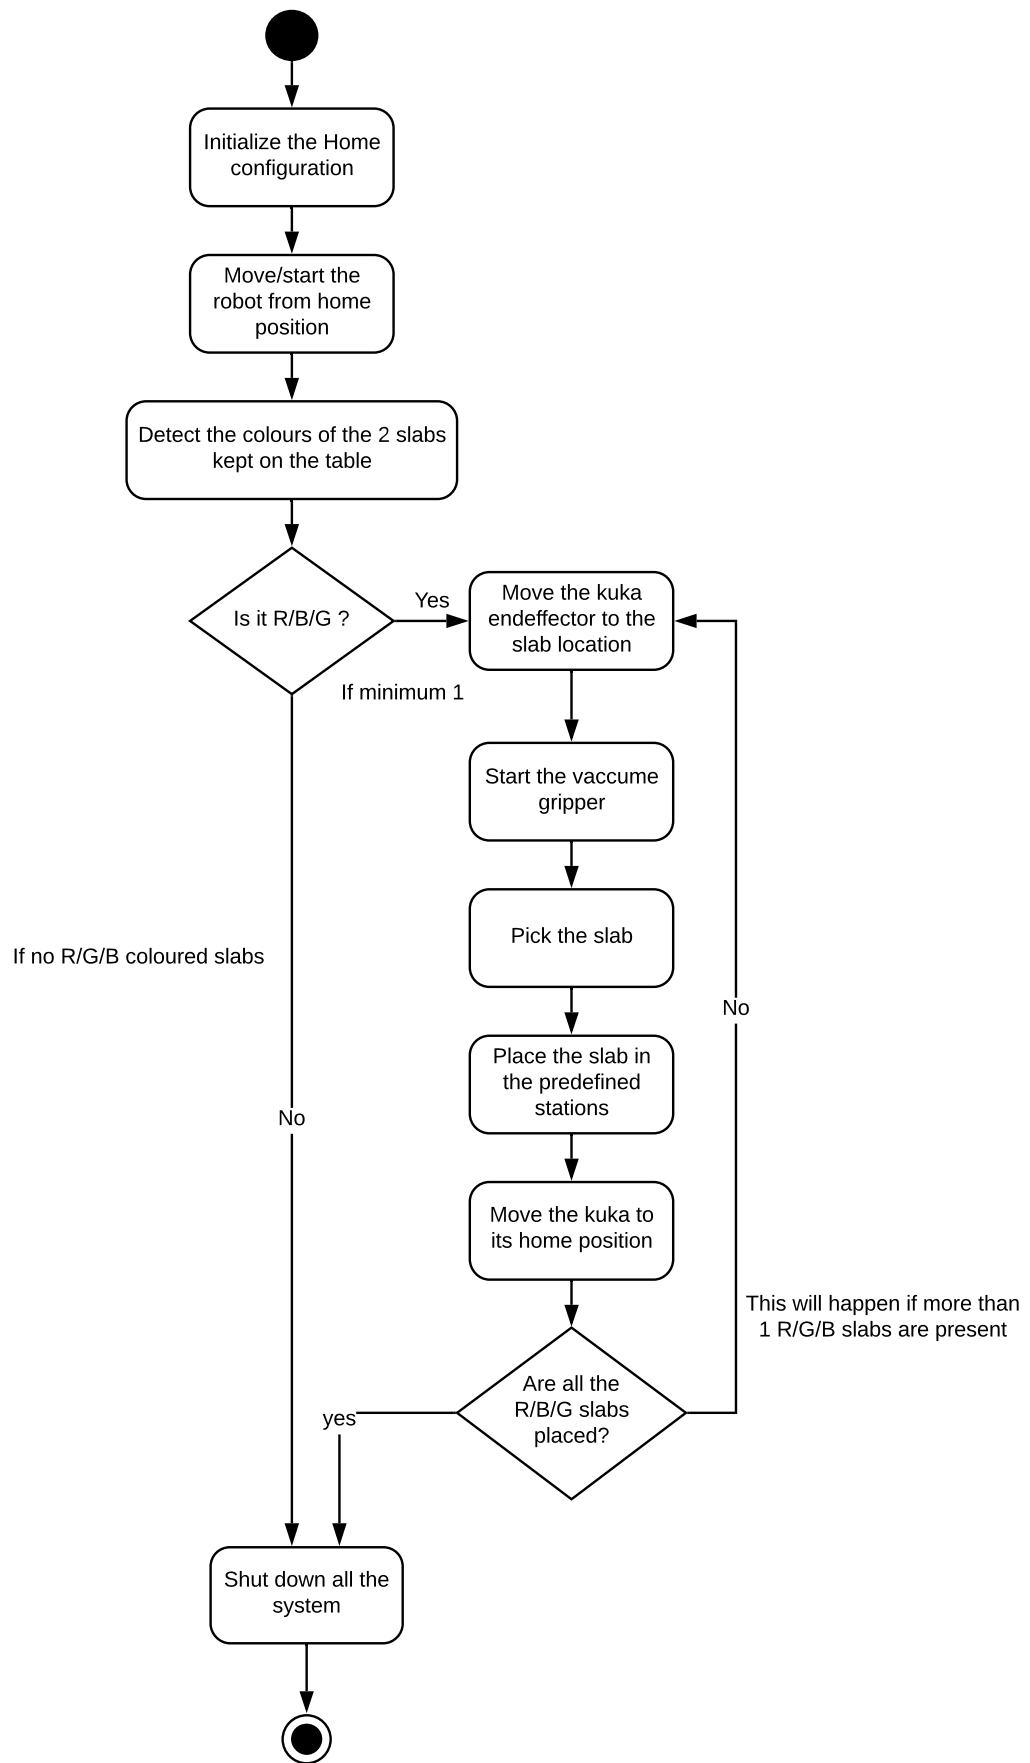 Initialize the Home
configuration
Move/start the
robot from home
position
Detect the colours of the 2 slabs
kept on the table
Is it R/B/G ?
Yes
If minimum 1
Move the kuka
endeffector to the
slab location
Start the vaccume
gripper
Pick the slab
If no R/G/B coloured slabs
No
Place the slab in
the predefined
stations
No
Move the kuka to
its home position
This will happen if more than
1 R/G/B slabs are present
Are all the
R/B/G slabs
placed?
yes
Shut down all the
system